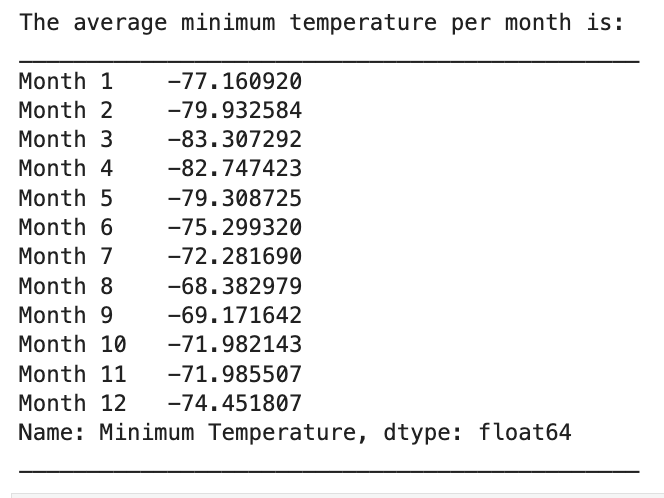 The average minimum temperature per month is:
Month 1 -77.160920
Month 2 -79.932584
Month 3 -83.307292
Month 4 -82.747423
Month 5 -79.308725
Month 6 -75.299320
Month 7 -72.281690
Month 8 -68.382979
Month 9 -69.171642
Month 10 -71.982143
Month 11 -71.985507
Month 12 -74.451807
Name: Minimum Temperature, dtype: float64